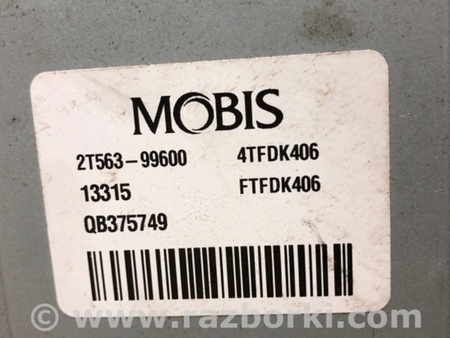 MOBIS
2T563-99600 4TFDK406
13315 FTFDK406
QB375749
© www.razborki.com